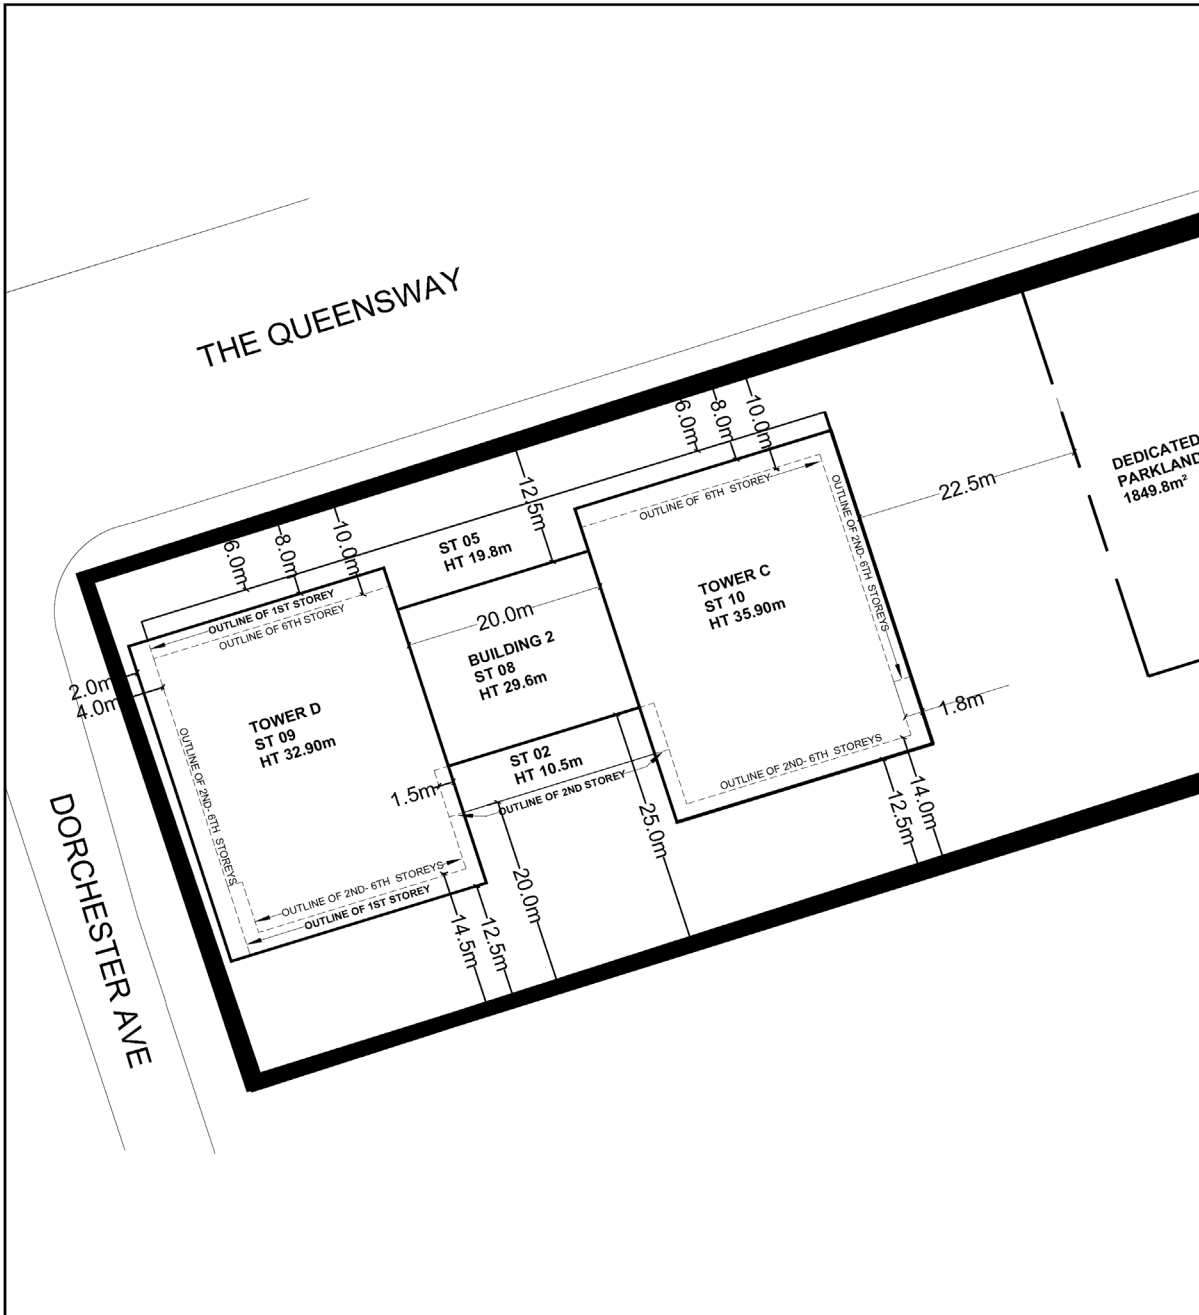 THE QUEENSWAY
DORCHESTER AVE
6.0m
8.0m
10.0m
12.5m
6.0m
8.0m
10.0m
22.5m
DEDICATED
PARKLAND
1849.8m²
ST 05
HT 19.8m
OUTLINE OF 1ST STOREY
OUTLINE OF 6TH STOREY
OUTLINE OF 6TH STOREY
OUTLINE OF 2ND- 6TH STOREYS
TOWER C
ST 10
HT 35.90m
20.0m
BUILDING 2
ST 08
HT 29.6m
2.0m
4.0m
TOWER D
ST 09
HT 32.90m
OUTLINE OF 2ND- 6TH STOREYS
ST 02
HT 10.5m
OUTLINE OF 2ND STOREY
1.5m
1.8m
OUTLINE OF 2ND- 6TH STOREYS
OUTLINE OF 2ND- 6TH STOREYS
OUTLINE OF 1ST STOREY
14.5m
12.5m
20.0m
25.0m
12.5m
14.0m